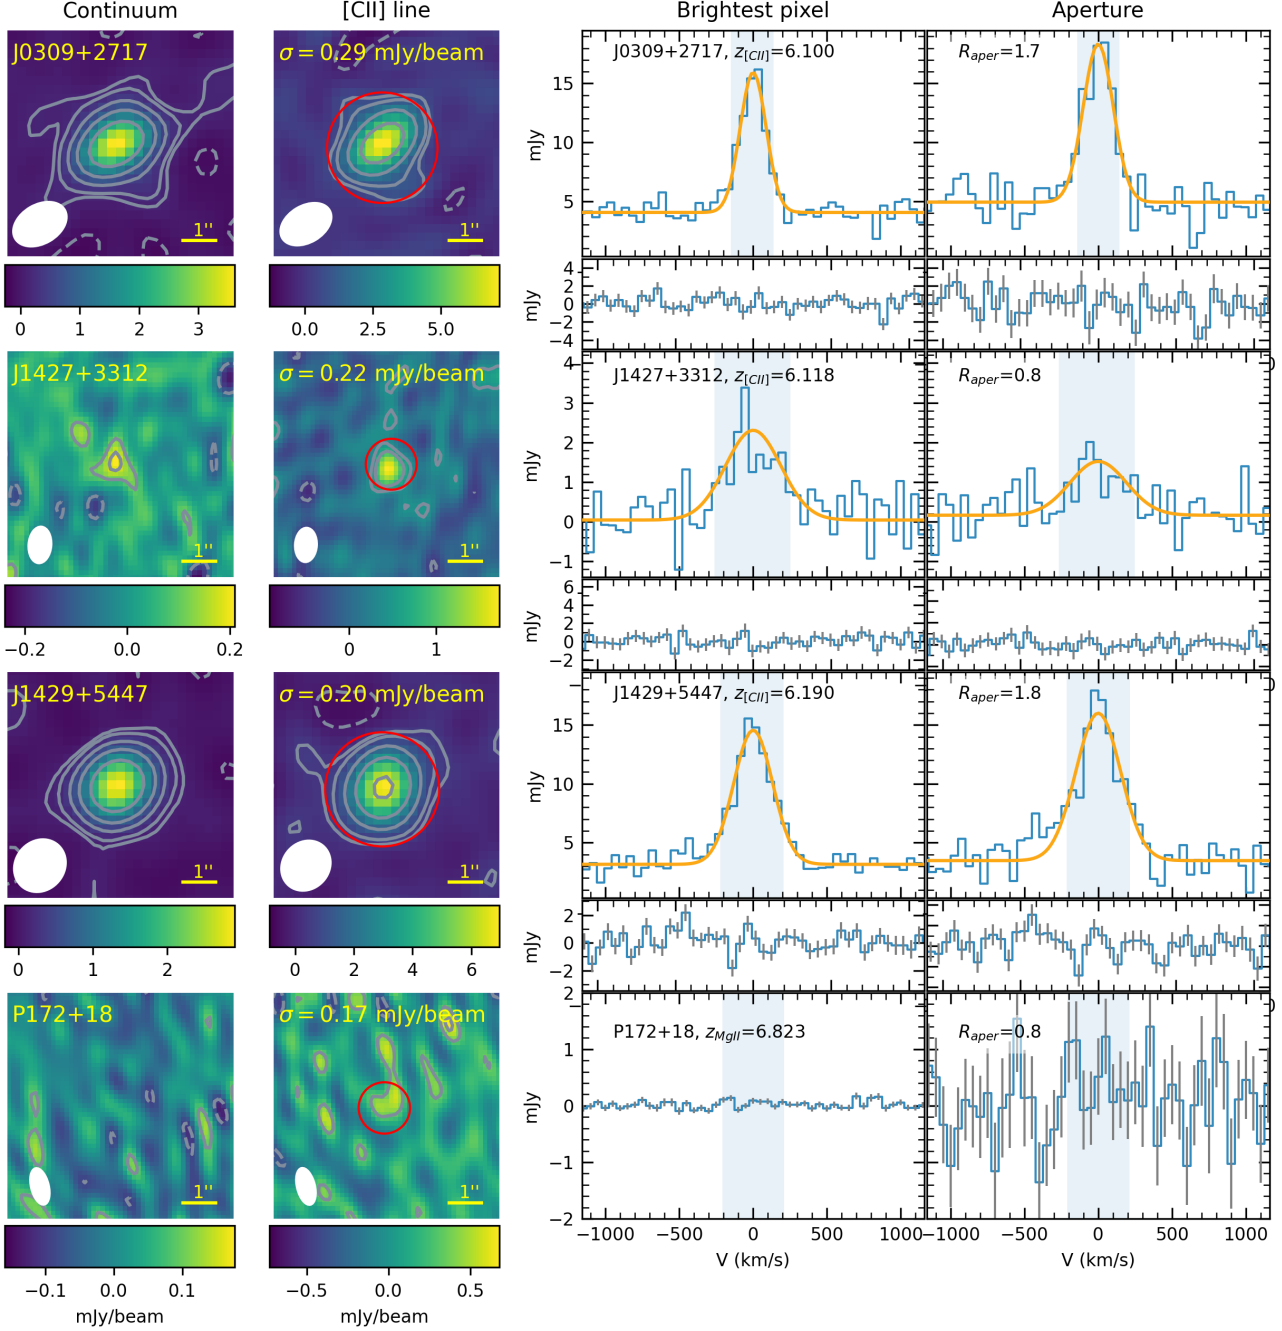 Continuum [CII] line Brightest pixel Aperture
J0309+2717 σ = 0.29 mJy/beam J0309+2717, z[CII]=6.100 Raper=1.7
1'' 1''
mJy 15 10 5
0 1 2 3 0.0 2.5 5.0
mJy 4 2 0 −2 −4
J1427+3312 σ = 0.22 mJy/beam J1427+3312, z[CII]=6.118 Raper=0.8
1'' 1''
mJy 4 3 2 1 0 −1
−0.2 0.0 0.2 0 1
mJy 6 4 2 0 −2
J1429+5447 σ = 0.20 mJy/beam J1429+5447, z[CII]=6.190 Raper=1.8
1'' 1''
mJy 15 10 5
0 1 2 0 2 4 6
mJy 2 0 −2
P172+18 σ = 0.17 mJy/beam P172+18, zMgII=6.823 Raper=0.8
1'' 1''
mJy 2 1 0 −1 −2
−1000 −500 0 500 1000 −1000 −500 0 500 1000
V (km/s) V (km/s)
−0.1 0.0 0.1 −0.5 0.0 0.5
mJy/beam mJy/beam